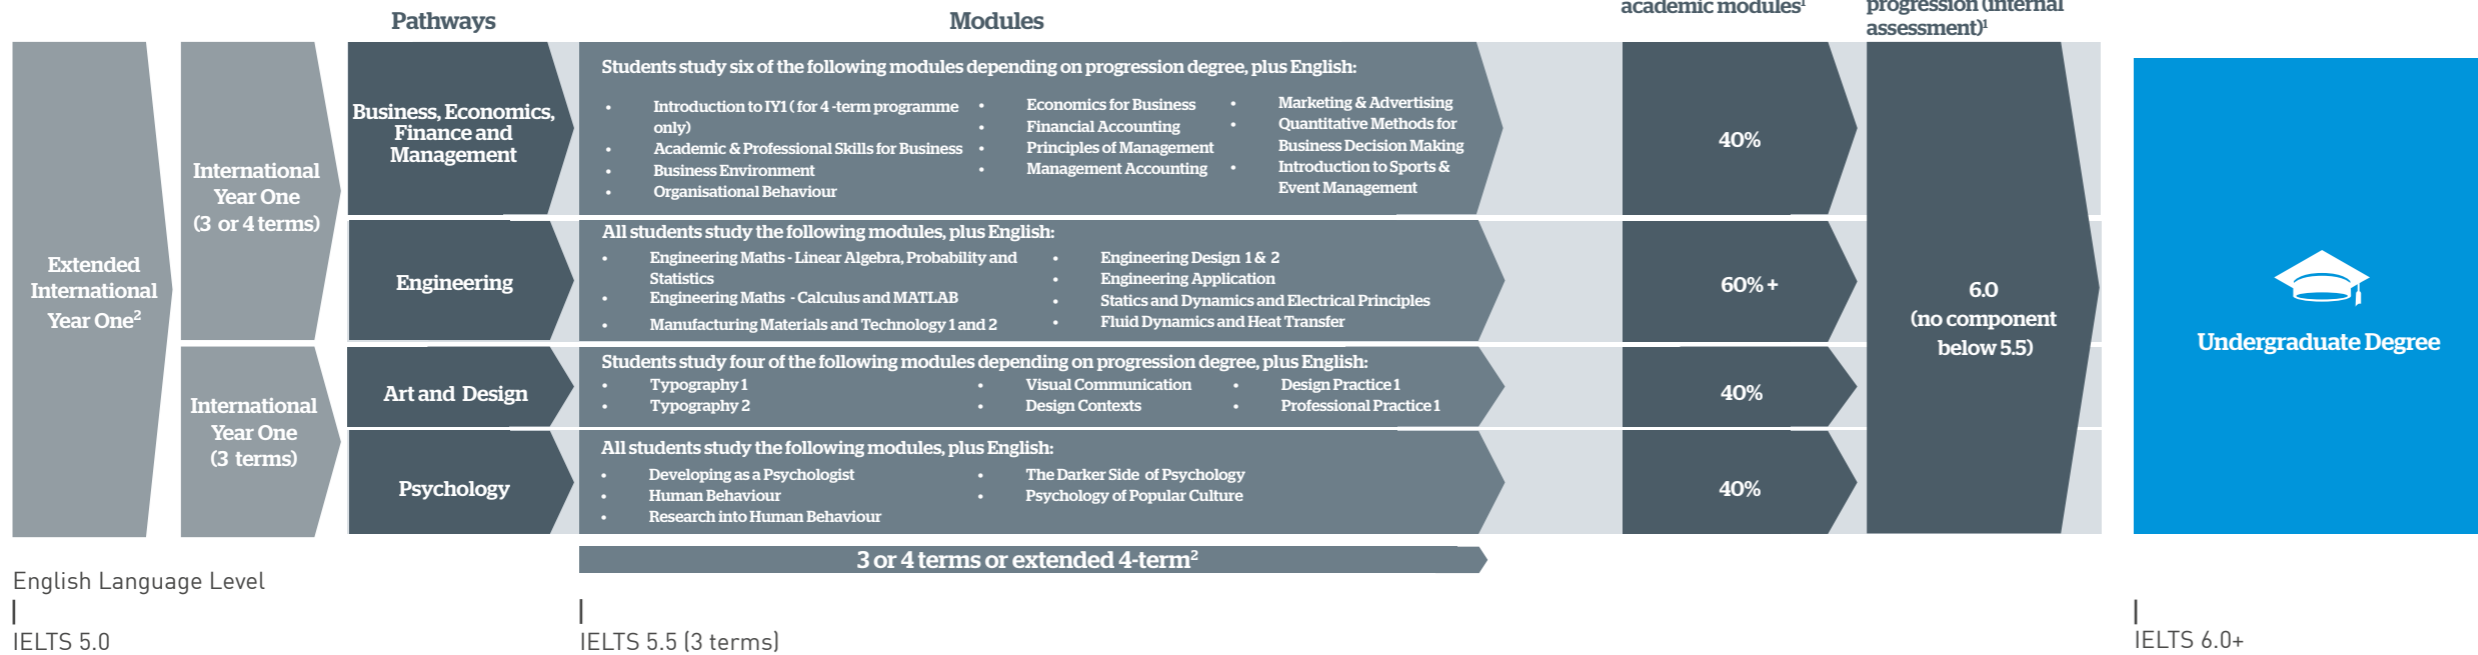 Pathways
Modules
academic modules¹
progression (internal
assessment)¹
Extended
International
Year One²
International
Year One
(3 or 4 terms)
International
Year One
(3 terms)
Business, Economics,
Finance and
Management
Students study six of the following modules depending on progression degree, plus English:
• Introduction to IY1 ( for 4 -term programme
only)
• Academic & Professional Skills for Business
• Business Environment
• Organisational Behaviour
• Economics for Business
• Financial Accounting
• Principles of Management
• Management Accounting
• Marketing & Advertising
• Quantitative Methods for
Business Decision Making
• Introduction to Sports &
Event Management
40%
Engineering
All students study the following modules, plus English:
• Engineering Maths - Linear Algebra, Probability and
Statistics
• Engineering Maths - Calculus and MATLAB
• Manufacturing Materials and Technology 1 and 2
• Engineering Design 1 & 2
• Engineering Application
• Statics and Dynamics and Electrical Principles
• Fluid Dynamics and Heat Transfer
60% +
Art and Design
Students study four of the following modules depending on progression degree, plus English:
• Typography 1
• Typography 2
• Visual Communication
• Design Contexts
• Design Practice 1
• Professional Practice 1
40%
Psychology
All students study the following modules, plus English:
• Developing as a Psychologist
• Human Behaviour
• Research into Human Behaviour
• The Darker Side of Psychology
• Psychology of Popular Culture
40%
6.0
(no component
below 5.5)
Undergraduate Degree
3 or 4 terms or extended 4-term²
English Language Level
IELTS 5.0
IELTS 5.5 (3 terms)
IELTS 6.0+